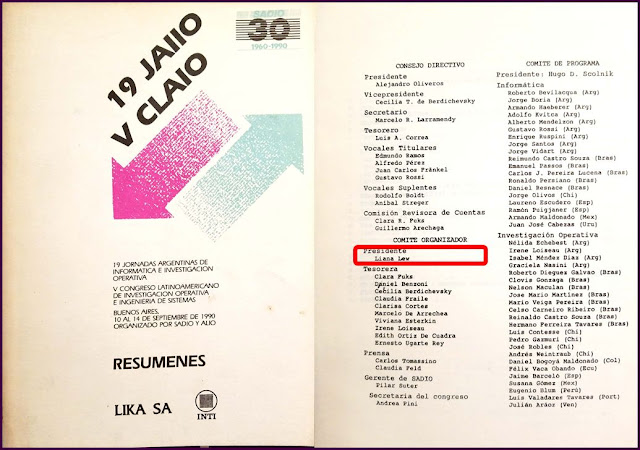 SADIO
30
1960-1990
19 JAIIO
V CLAIO
19 JORNADAS ARGENTINAS DE
INFORMATICA E INVESTIGACION
OPERATIVA
V CONGRESO LATINOAMERICANO
DE INVESTIGACION OPERATIVA
E INGENIERIA DE SISTEMAS
BUENOS AIRES,
10 AL 14 DE SEPTIEMBRE DE 1990
ORGANIZADO POR SADIO Y ALIO
RESUMENES
LIKA SA
INTI
CONSEJO DIRECTIVO
Presidente
Alejandro Oliveros
Vicepresidente
Cecilia T. de Berdichevsky
Secretario
Marcelo R. Larramendy
Tesorero
Luis A. Correa
Vocales Titulares
Edmundo Ramos
Alfredo Pérez
Juan Carlos Fränkel
Gustavo Rossi
Vocales Suplentes
Rodolfo Boldt
Anibal Streger
Comisión Revisora de Cuentas
Clara R. Fuks
Guillermo Arechaga
COMITE ORGANIZADOR
Presidente
Liana Lew
Tesorera
Clara Fuks
Daniel Benzoni
Cecilia Berdichevsky
Claudia Fraile
Clarisa Cortes
Marcelo de Arrechea
Viviana Esterkin
Irene Loiseau
Edith Ortiz De Cuadra
Ernesto Ugarte Rey
Prensa
Carlos Tomassino
Claudia Feld
Gerente de SADIO
Pilar Suter
Secretaria del congreso
Andrea Pini
COMITE DE PROGRAMA
Presidente: Hugo D. Scolnik
Informática
Roberto Bevilacqua (Arg)
Jorge Boria (Arg)
Armando Haeberer (Arg)
Adolfo Kvitca (Arg)
Alberto Mendelson (Arg)
Gustavo Rossi (Arg)
Enrique Ruspini (Arg)
Jorge Santos (Arg)
Jorge Vidart (Arg)
Reimundo Castro Souza (Bras)
Emanuel Passos (Bras)
Carlos J. Pereira Lucena (Bras)
Ronaldo Persiano (Bras)
Daniel Resnace (Bras)
Jorge Olivos (Chi)
Laureno Escudero (Esp)
Ramón Puigjaner (Esp)
Armando Maldonado (Mex)
Juan José Cabezas (Uru)
Investigación Operativa
Nélida Echebest (Arg)
Irene Loiseau (Arg)
Isabel Méndez Días (Arg)
Graciela Nasini (Arg)
Roberto Dieguez Galvao (Bras)
Clovis Gonzaga (Bras)
Nelson Maculan (Bras)
Jose Mario Martinez (Bras)
Mario Veiga Pereira (Bras)
Celso Carneiro Ribeiro (Bras)
Reinaldo Castro Souza (Bras)
Hermano Ferreira Tavares (Bras)
Luis Contesse (Chi)
Pedro Gazmuri (Chi)
José Robles (Chi)
Andrés Weintraub (Chi)
Daniel Bogoyá Maldonado (Col)
Félix Vaca Obando (Ecu)
Jaime Barceló (Esp)
Susana Gómez (Mex)
Eugenio Blum (Perú)
Luis Valadares Tavares (Port)
Julián Aráoz (Ven)